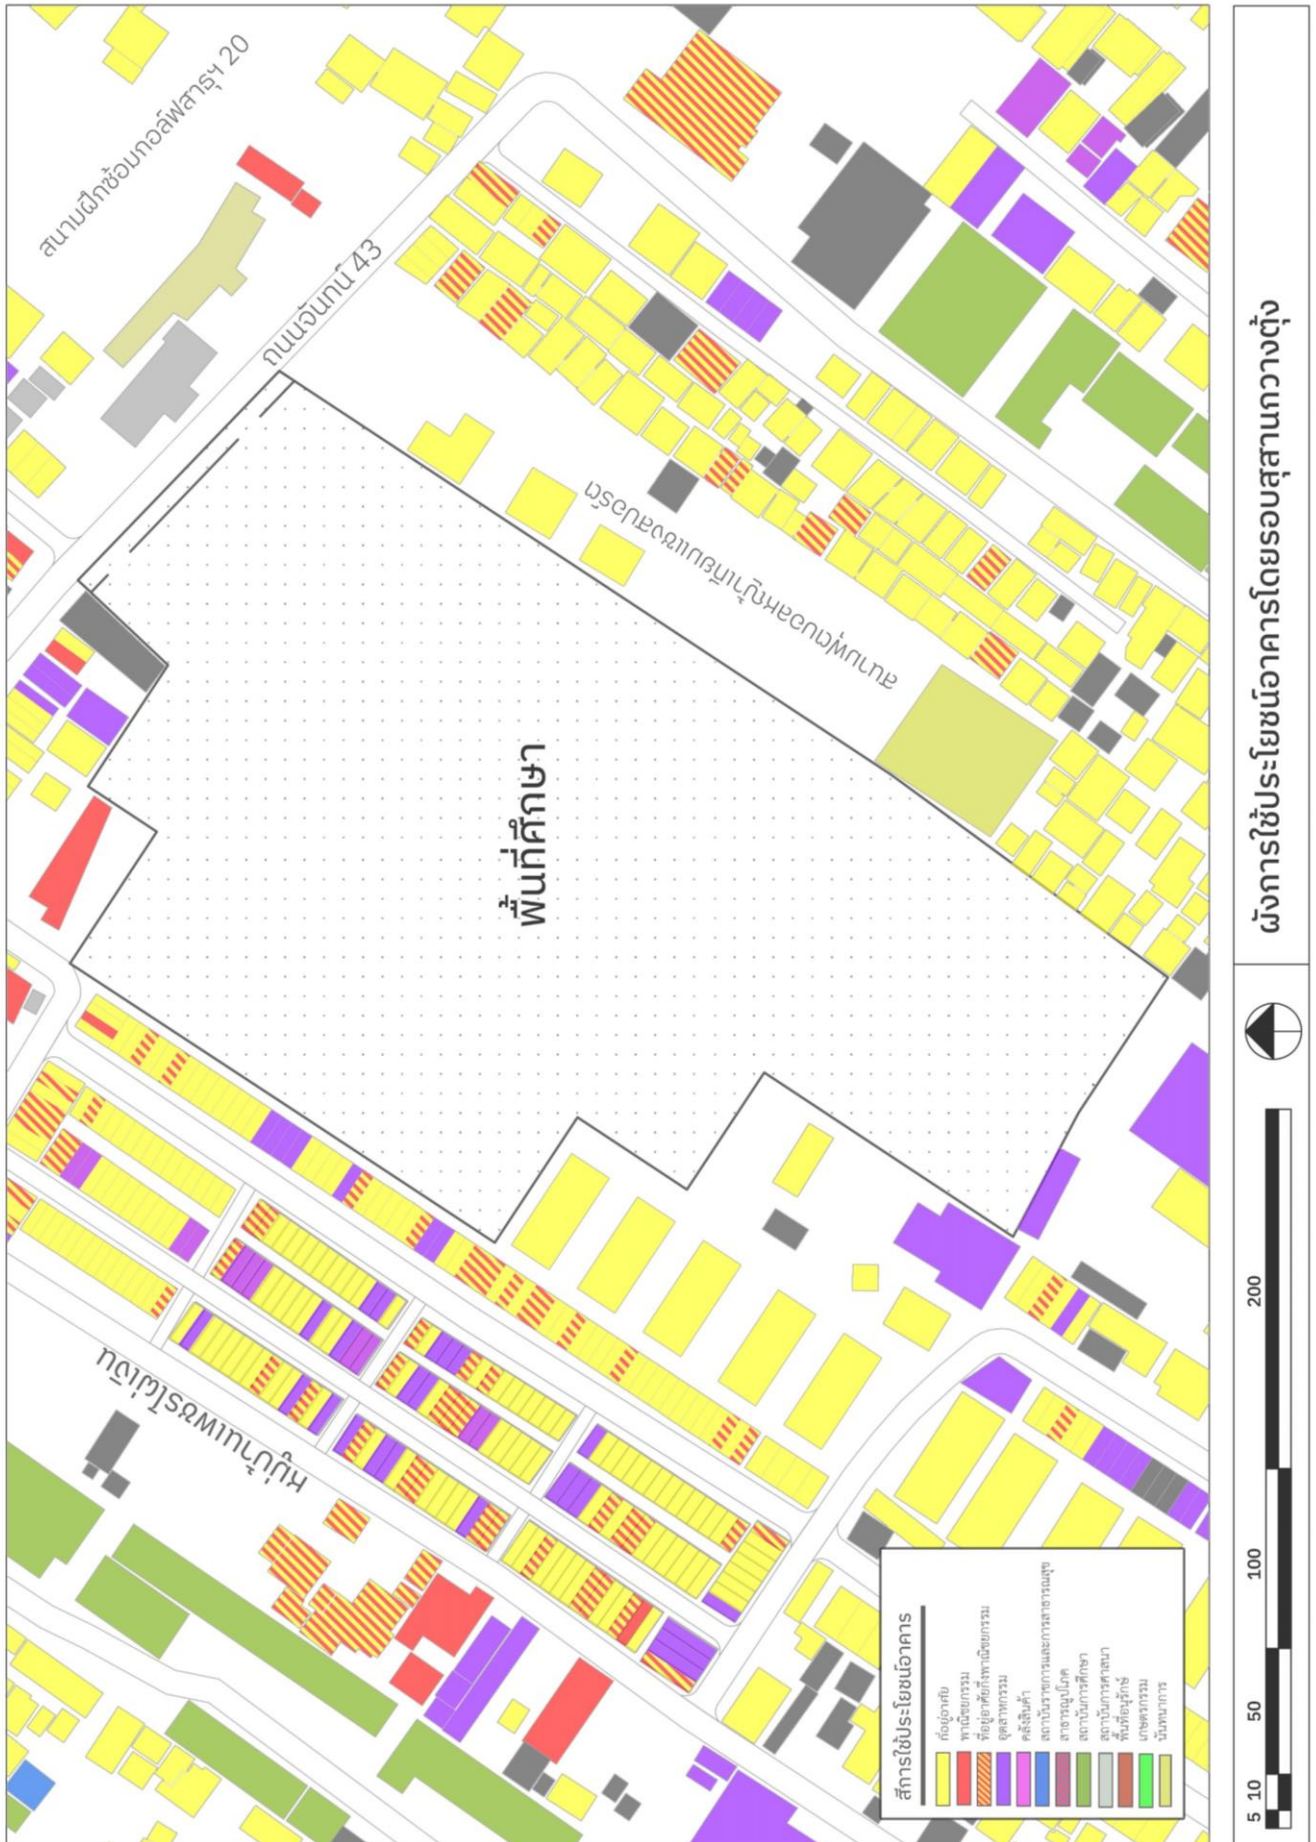 ผังการใช้ประโยชน์อาคารโดยรอบสุสานทวายวัดดอน
สนามฝึกซ้อมกอล์ฟสาธุฯ 20
ถนนจันทน์ 43
สนามฟุตบอลหญ้าเทียมแซงสปอร์ต
พื้นที่ศึกษา
หมู่บ้านเพชรไผ่เงิน
สีการใช้ประโยชน์อาคาร
ที่อยู่อาศัย
พาณิชยกรรม
ที่อยู่อาศัยกึ่งพาณิชยกรรม
อุตสาหกรรม
คลังสินค้า
สถาบันราชการและการสาธารณสุข
สาธารณูปโภค
สถาบันการศึกษา
สถาบันการศาสนา
พื้นที่อนุรักษ์
เกษตรกรรม
นันทนาการ
5 10 50 100 200